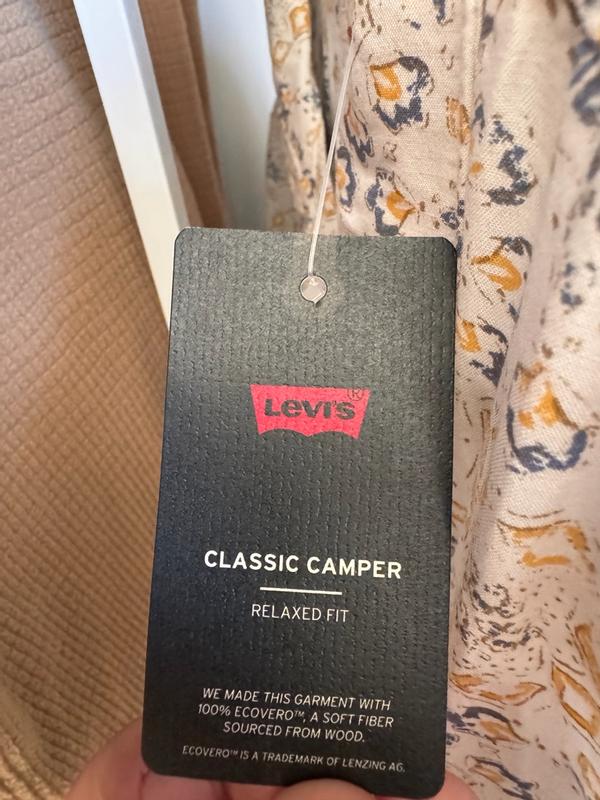 Levi's®
CLASSIC CAMPER
RELAXED FIT
WE MADE THIS GARMENT WITH
100% ECOVERO™, A SOFT FIBER
SOURCED FROM WOOD.
ECOVERO™ IS A TRADEMARK OF LENZING AG.